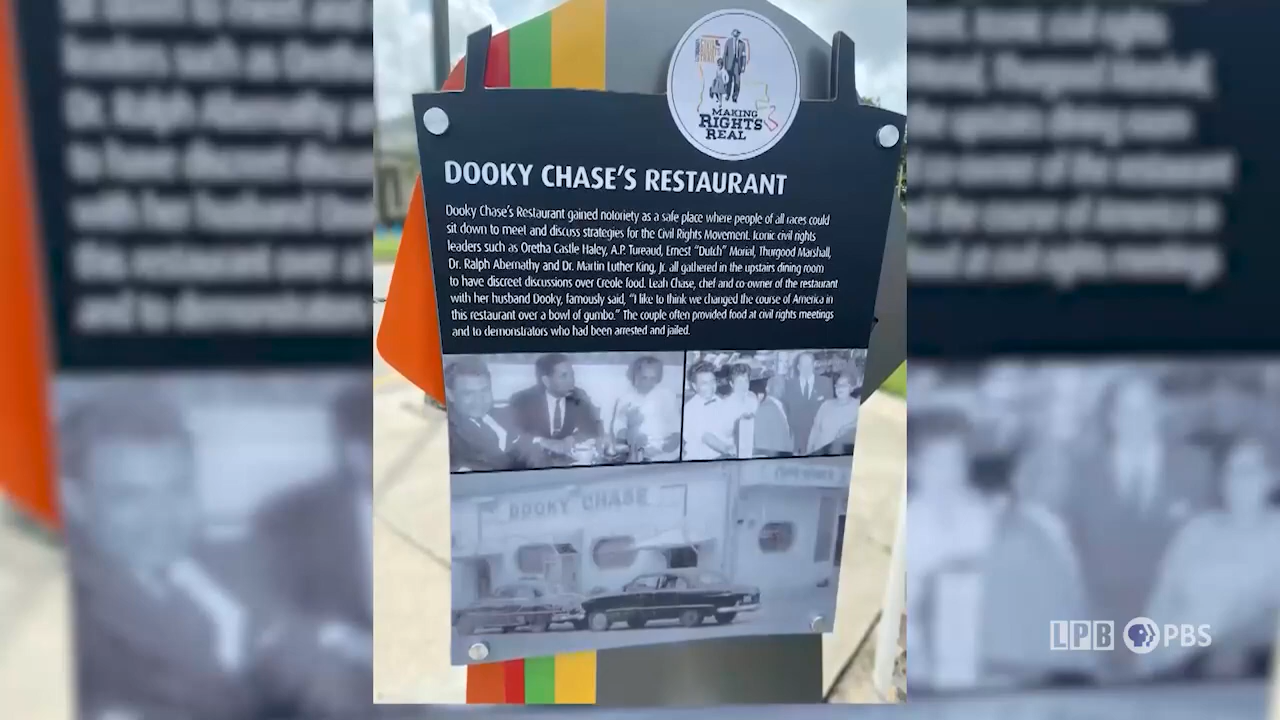 MAKING
RIGHTS
REAL
DOOKY CHASE'S RESTAURANT
Dooky Chase's Restaurant gained notoriety as a safe place where people of all races could
sit down to meet and discuss strategies for the Civil Rights Movement. Iconic civil rights
leaders such as Oretha Castle Haley, A.P. Tureaud, Ernest "Dutch" Morial, Thurgood Marshall,
Dr. Ralph Abernathy and Dr. Martin Luther King, Jr. all gathered in the upstairs dining room
to have discreet discussions over Creole food. Leah Chase, chef and co-owner of the restaurant
with her husband Dooky, famously said, "I like to think we changed the course of America in
this restaurant over a bowl of gumbo." The couple often provided food at civil rights meetings
and to demonstrators who had been arrested and jailed.
DOOKY CHASE
LPB PBS